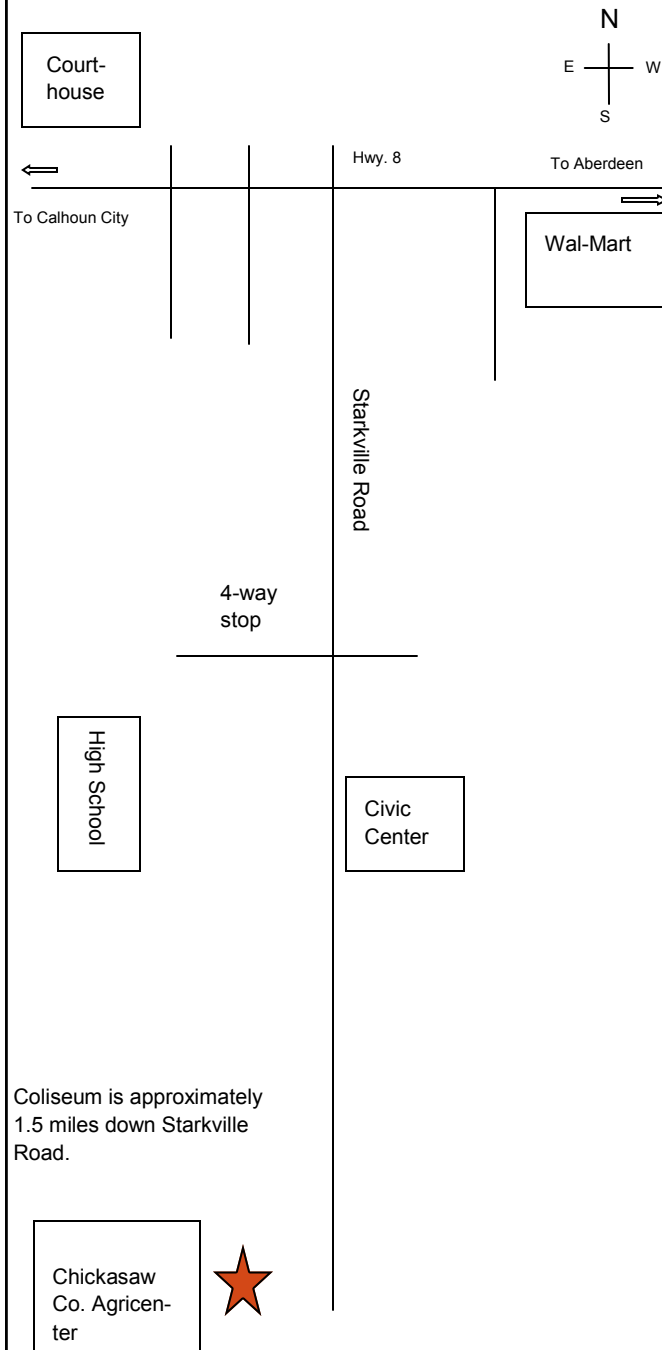 N
Court-
house
E
W
S
Hwy. 8
To Aberdeen
To Calhoun City
Wal-Mart
Starkville Road
4-way
stop
High School
Civic
Center
Coliseum is approximately
1.5 miles down Starkville
Road.
Chickasaw
Co. Agricen-
ter